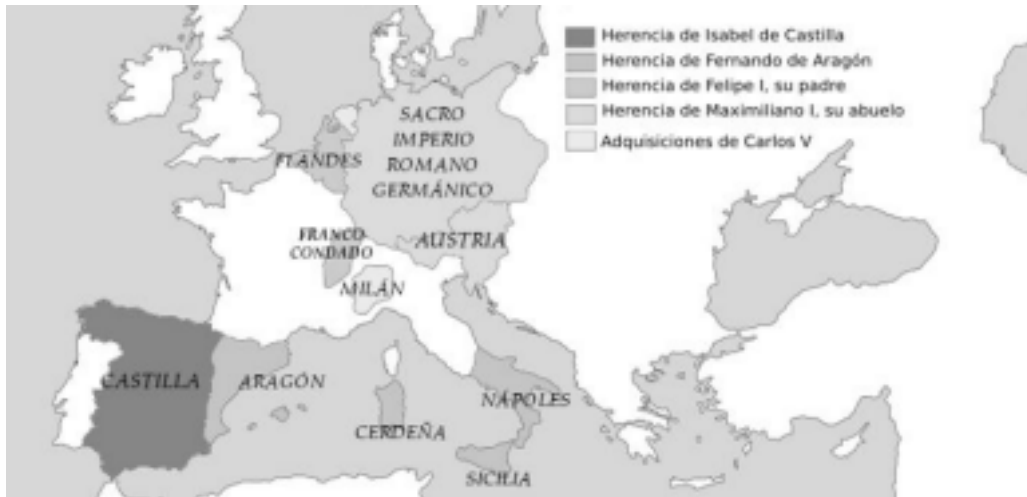 Herencia de Isabel de Castilla
Herencia de Fernando de Aragón
Herencia de Felipe I, su padre
Herencia de Maximiliano I, su abuelo
Adquisiciones de Carlos V
SACRO
IMPERIO
ROMANO
GERMÁNICO
FLANDES
FRANCO
CONDADO
AUSTRIA
MILÁN
CASTILLA
ARAGÓN
CERDEÑA
NÁPOLES
SICILIA